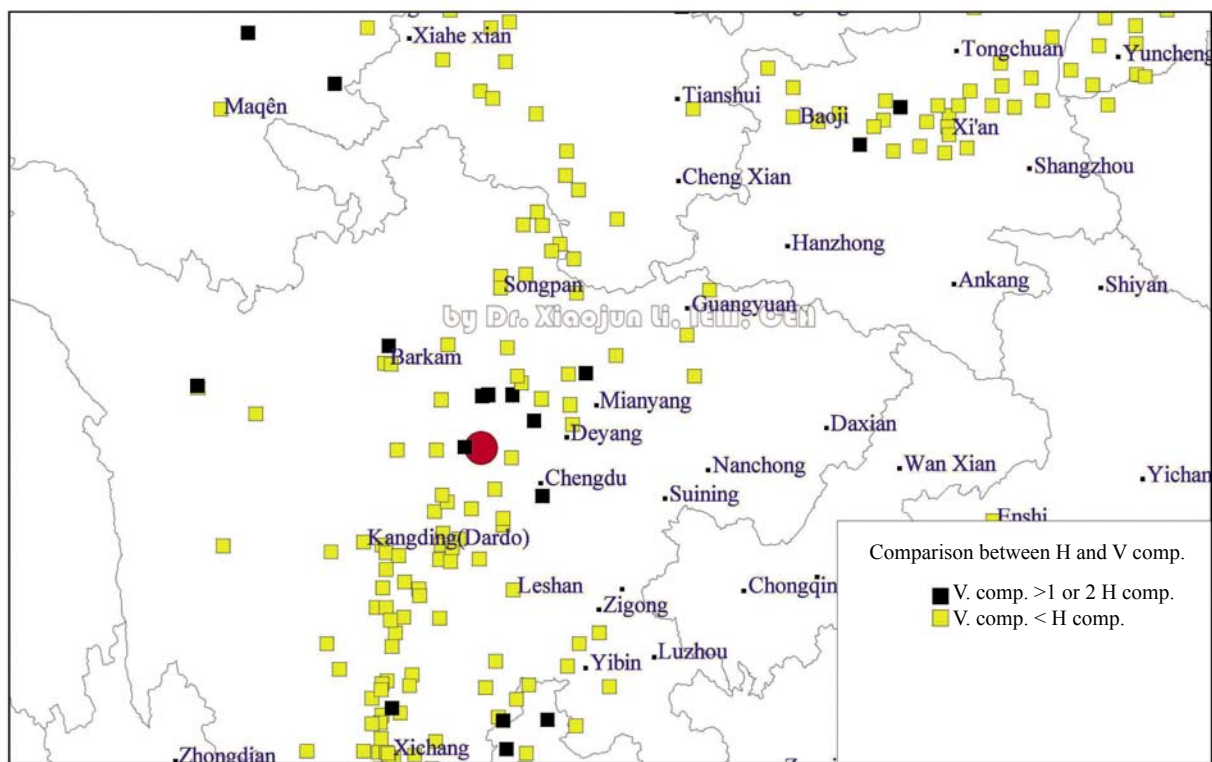 Xiahe xian
Tongchuan
Yuncheng
Maqên
Tianshui
Baoji
Xi'an
Cheng Xian
Shangzhou
Hanzhong
Songpan
Ankang
Shiyan
Guangyuan
by Dr. Xiaojun Li, IEM, CEA
Barkam
Mianyang
Deyang
Daxian
Nanchong
Wan Xian
Chengdu
Yichan
Suining
Enshi
Kangding(Dardo)
Comparison between H and V comp.
Leshan
Chongqin
V. comp. >1 or 2 H comp.
Zigong
V. comp. < H comp.
Luzhou
Yibin
Xichang
Zhongdian